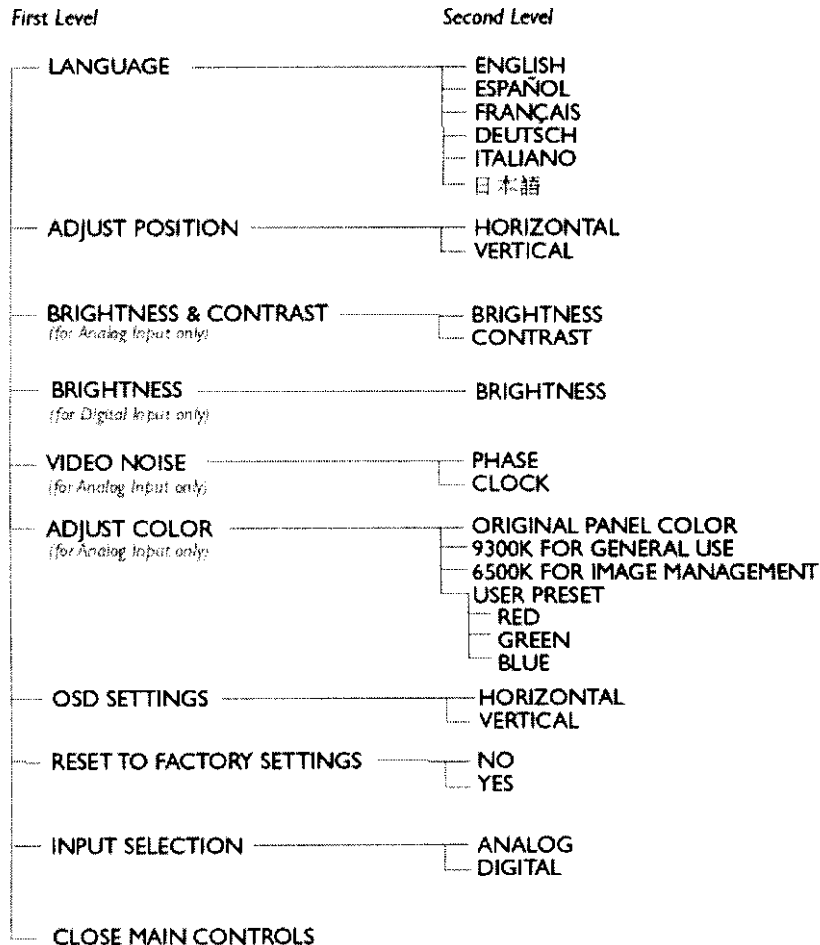 First Level Second Level
LANGUAGE ENGLISH
ESPAÑOL
FRANÇAIS
DEUTSCH
ITALIANO
日本語
ADJUST POSITION HORIZONTAL
VERTICAL
BRIGHTNESS & CONTRAST BRIGHTNESS
(for Analog Input only) CONTRAST
BRIGHTNESS BRIGHTNESS
(for Digital Input only)
VIDEO NOISE PHASE
(for Analog Input only) CLOCK
ADJUST COLOR ORIGINAL PANEL COLOR
(for Analog Input only) 9300K FOR GENERAL USE
6500K FOR IMAGE MANAGEMENT
USER PRESET
RED
GREEN
BLUE
OSD SETTINGS HORIZONTAL
VERTICAL
RESET TO FACTORY SETTINGS NO
YES
INPUT SELECTION ANALOG
DIGITAL
CLOSE MAIN CONTROLS